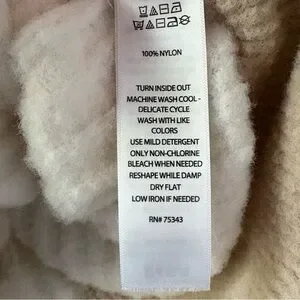 100% NYLON
TURN INSIDE OUT
MACHINE WASH COOL -
DELICATE CYCLE
WASH WITH LIKE
COLORS
USE MILD DETERGENT
ONLY NON-CHLORINE
BLEACH WHEN NEEDED
RESHAPE WHILE DAMP
DRY FLAT
LOW IRON IF NEEDED
RN# 75343